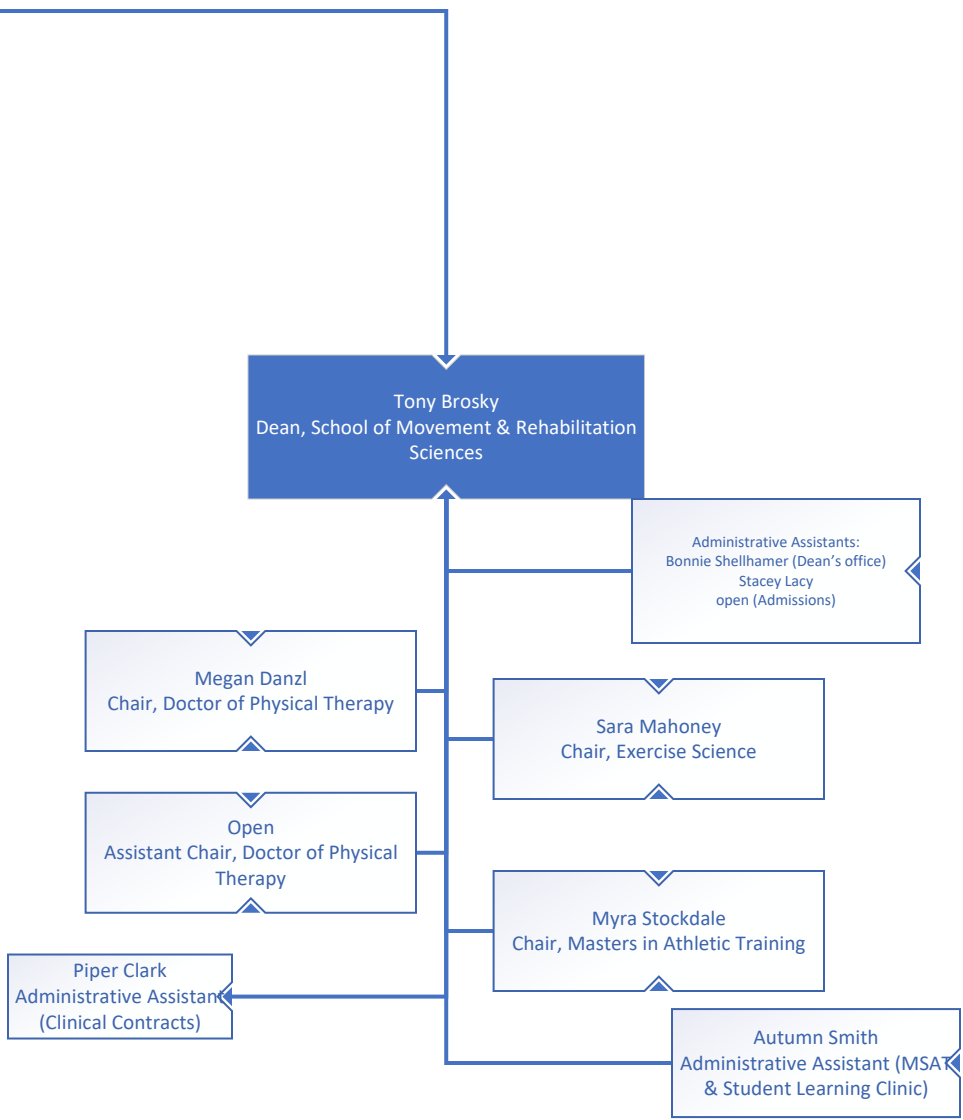 Tony Brosky
Dean, School of Movement & Rehabilitation
Sciences
Administrative Assistants:
Bonnie Shellhamer (Dean’s office)
Stacey Lacy
open (Admissions)
Megan Danzl
Chair, Doctor of Physical Therapy
Sara Mahoney
Chair, Exercise Science
Open
Assistant Chair, Doctor of Physical
Therapy
Myra Stockdale
Chair, Masters in Athletic Training
Piper Clark
Administrative Assistant
(Clinical Contracts)
Autumn Smith
Administrative Assistant (MSAT
& Student Learning Clinic)